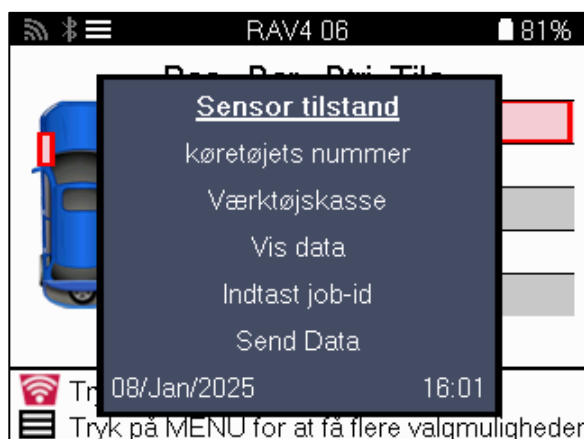 RAV4 06
81%
Sensor tilstand
køretøjets nummer
Værktøjskasse
Vis data
Indtast job-id
Send Data
08/Jan/2025
16:01
Tryk på MENU for at få flere valgmuligheder